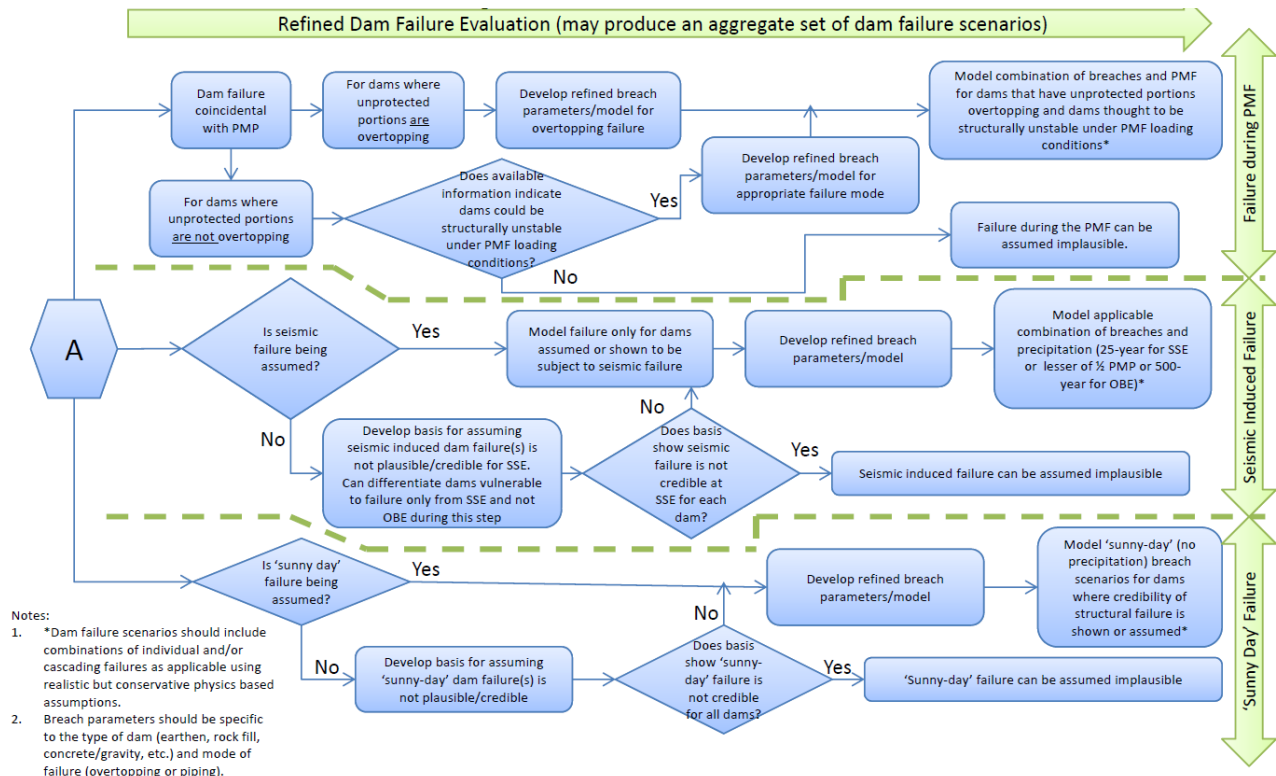 Refined Dam Failure Evaluation (may produce an aggregate set of dam failure scenarios)
Dam failure
coincidental
with PMP
For dams where
unprotected
portions are
overtopping
Develop refined breach
parameters/model for
overtopping failure
Model combination of breaches and PMF
for dams that have unprotected portions
overtopping and dams thought to be
structurally unstable under PMF loading
conditions*
For dams where
unprotected portions
are not overtopping
Does available
information indicate
dams could be
structurally unstable
under PMF loading
conditions?
Yes
Develop refined breach
parameters/model for
appropriate failure mode
No
Failure during the PMF can be
assumed implausible.
Failure during PMF
A
Is seismic
failure being
assumed?
Yes
Model failure only for dams
assumed or shown to be
subject to seismic failure
Develop refined breach
parameters/model
Model applicable
combination of breaches and
precipitation (25-year for SSE
or lesser of ½ PMP or 500-
year for OBE)*
No
Develop basis for assuming
seismic induced dam failure(s) is
not plausible/credible for SSE.
Can differentiate dams vulnerable
to failure only from SSE and not
OBE during this step
No
Does basis
show seismic
failure is not
credible at
SSE for each
dam?
Yes
Seismic induced failure can be assumed implausible
Seismic Induced Failure
Is ‘sunny day’
failure being
assumed?
Yes
Develop refined breach
parameters/model
Model ‘sunny-day’ (no
precipitation) breach
scenarios for dams
where credibility of
structural failure is
shown or assumed*
No
Develop basis for assuming
‘sunny-day’ dam failure(s) is
not plausible/credible
No
Does basis
show ‘sunny-
day’ failure is
not credible
for all dams?
Yes
‘Sunny-day’ failure can be assumed implausible
‘Sunny Day’ Failure
Notes:
1. *Dam failure scenarios should include
combinations of individual and/or
cascading failures as applicable using
realistic but conservative physics based
assumptions.
2. Breach parameters should be specific
to the type of dam (earthen, rock fill,
concrete/gravity, etc.) and mode of
failure (overtopping or piping).